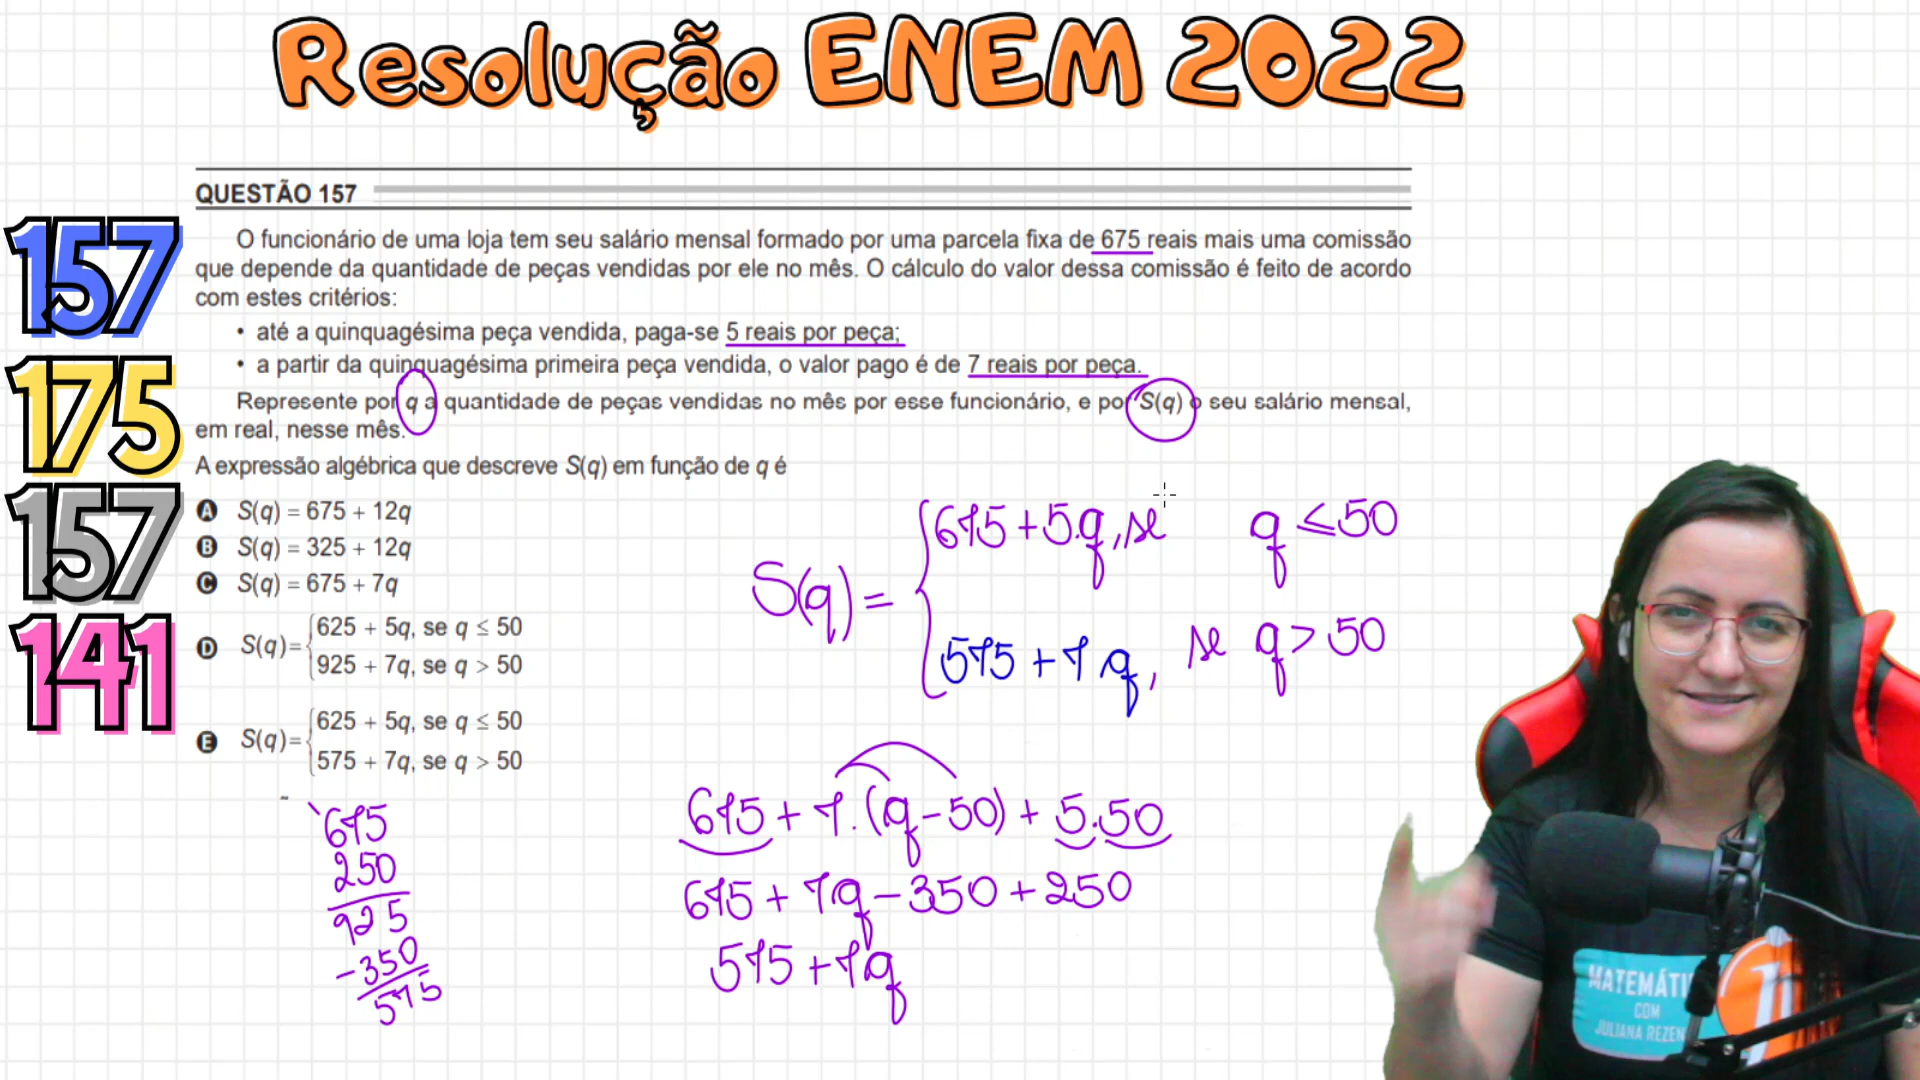 Resolução ENEM 2022
QUESTÃO 157
157
175
157
141
O funcionário de uma loja tem seu salário mensal formado por uma parcela fixa de 675 reais mais uma comissão
que depende da quantidade de peças vendidas por ele no mês. O cálculo do valor dessa comissão é feito de acordo
com estes critérios:
• até a quinquagésima peça vendida, paga-se 5 reais por peça;
• a partir da quinquagésima primeira peça vendida, o valor pago é de 7 reais por peça.
Represente por q a quantidade de peças vendidas no mês por esse funcionário, e por S(q) o seu salário mensal,
em real, nesse mês.
A expressão algébrica que descreve S(q) em função de q é
A S(q) = 675 + 12q
B S(q) = 325 + 12q
C S(q) = 675 + 7q
D S(q)= {625 + 5q, se q ≤ 50
925 + 7q, se q > 50
E S(q)= {625 + 5q, se q ≤ 50
575 + 7q, se q > 50
S(q) = {675 + 5.q, se q ≤ 50
575 + 7q, se q > 50
675
250
925
-350
575
675 + 7.(q - 50) + 5.50
675 + 7q - 350 + 250
575 + 7q
MATEMÁTI
COM
JULIANA REZEN